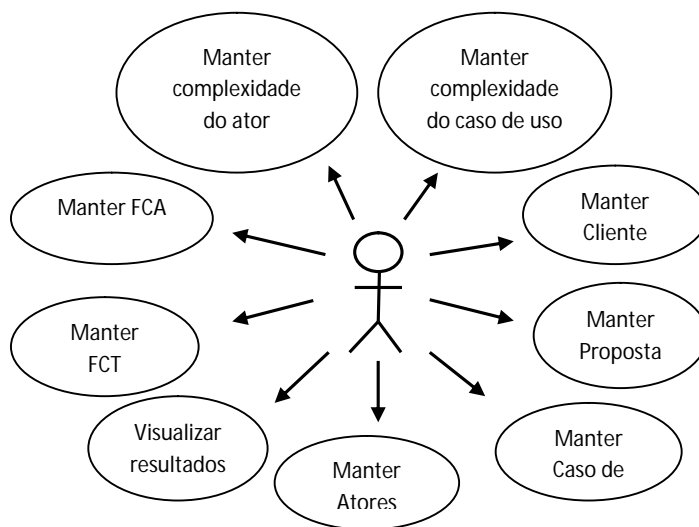 Manter
complexidade
do ator
Manter
complexidade
do caso de uso
Manter FCA
Manter
Cliente
Manter
FCT
Manter
Proposta
Visualizar
resultados
Manter
Atores
Manter
Caso de